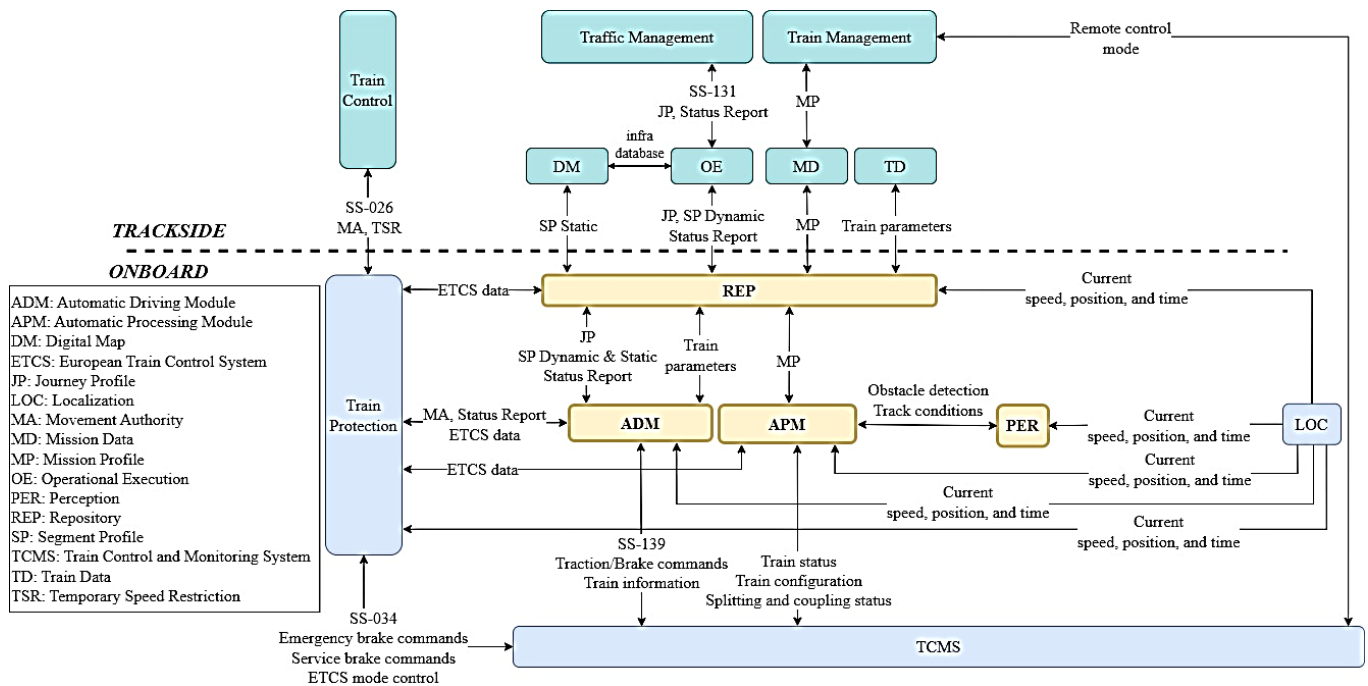 Train
Control
Traffic Management
Train Management
Remote control
mode
SS-131
JP, Status Report
MP
infra
database
DM
OE
MD
TD
SS-026
MA, TSR
SP Static
JP, SP Dynamic
Status Report
MP
Train parameters
TRACKSIDE
ONBOARD
ADM: Automatic Driving Module
APM: Automatic Processing Module
DM: Digital Map
ETCS: European Train Control System
JP: Journey Profile
LOC: Localization
MA: Movement Authority
MD: Mission Data
MP: Mission Profile
OE: Operational Execution
PER: Perception
REP: Repository
SP: Segment Profile
TCMS: Train Control and Monitoring System
TD: Train Data
TSR: Temporary Speed Restriction
Train
Protection
ETCS data
REP
Current
speed, position, and time
JP
SP Dynamic & Static
Status Report
Train
parameters
MP
MA, Status Report
ETCS data
ADM
APM
Obstacle detection
Track conditions
PER
Current
speed, position, and time
LOC
ETCS data
Current
speed, position, and time
Current
speed, position, and time
Current
speed, position, and time
SS-139
Traction/Brake commands
Train information
Train status
Train configuration
Splitting and coupling status
SS-034
Emergency brake commands
Service brake commands
ETCS mode control
TCMS